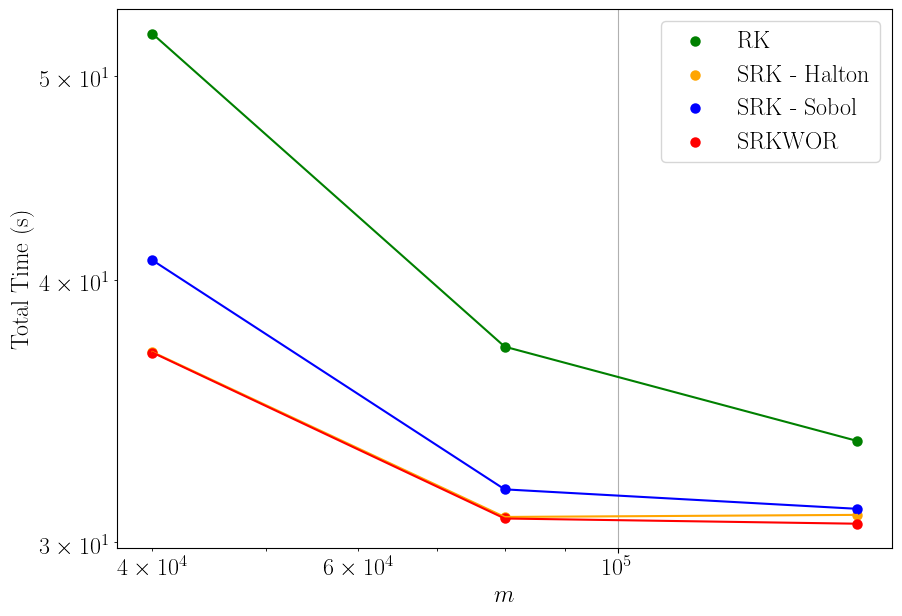 RK
SRK - Halton
SRK - Sobol
SRKWOR
Total Time (s)
5 × 10¹
4 × 10¹
3 × 10¹
4 × 10⁴
6 × 10⁴
10⁵
m